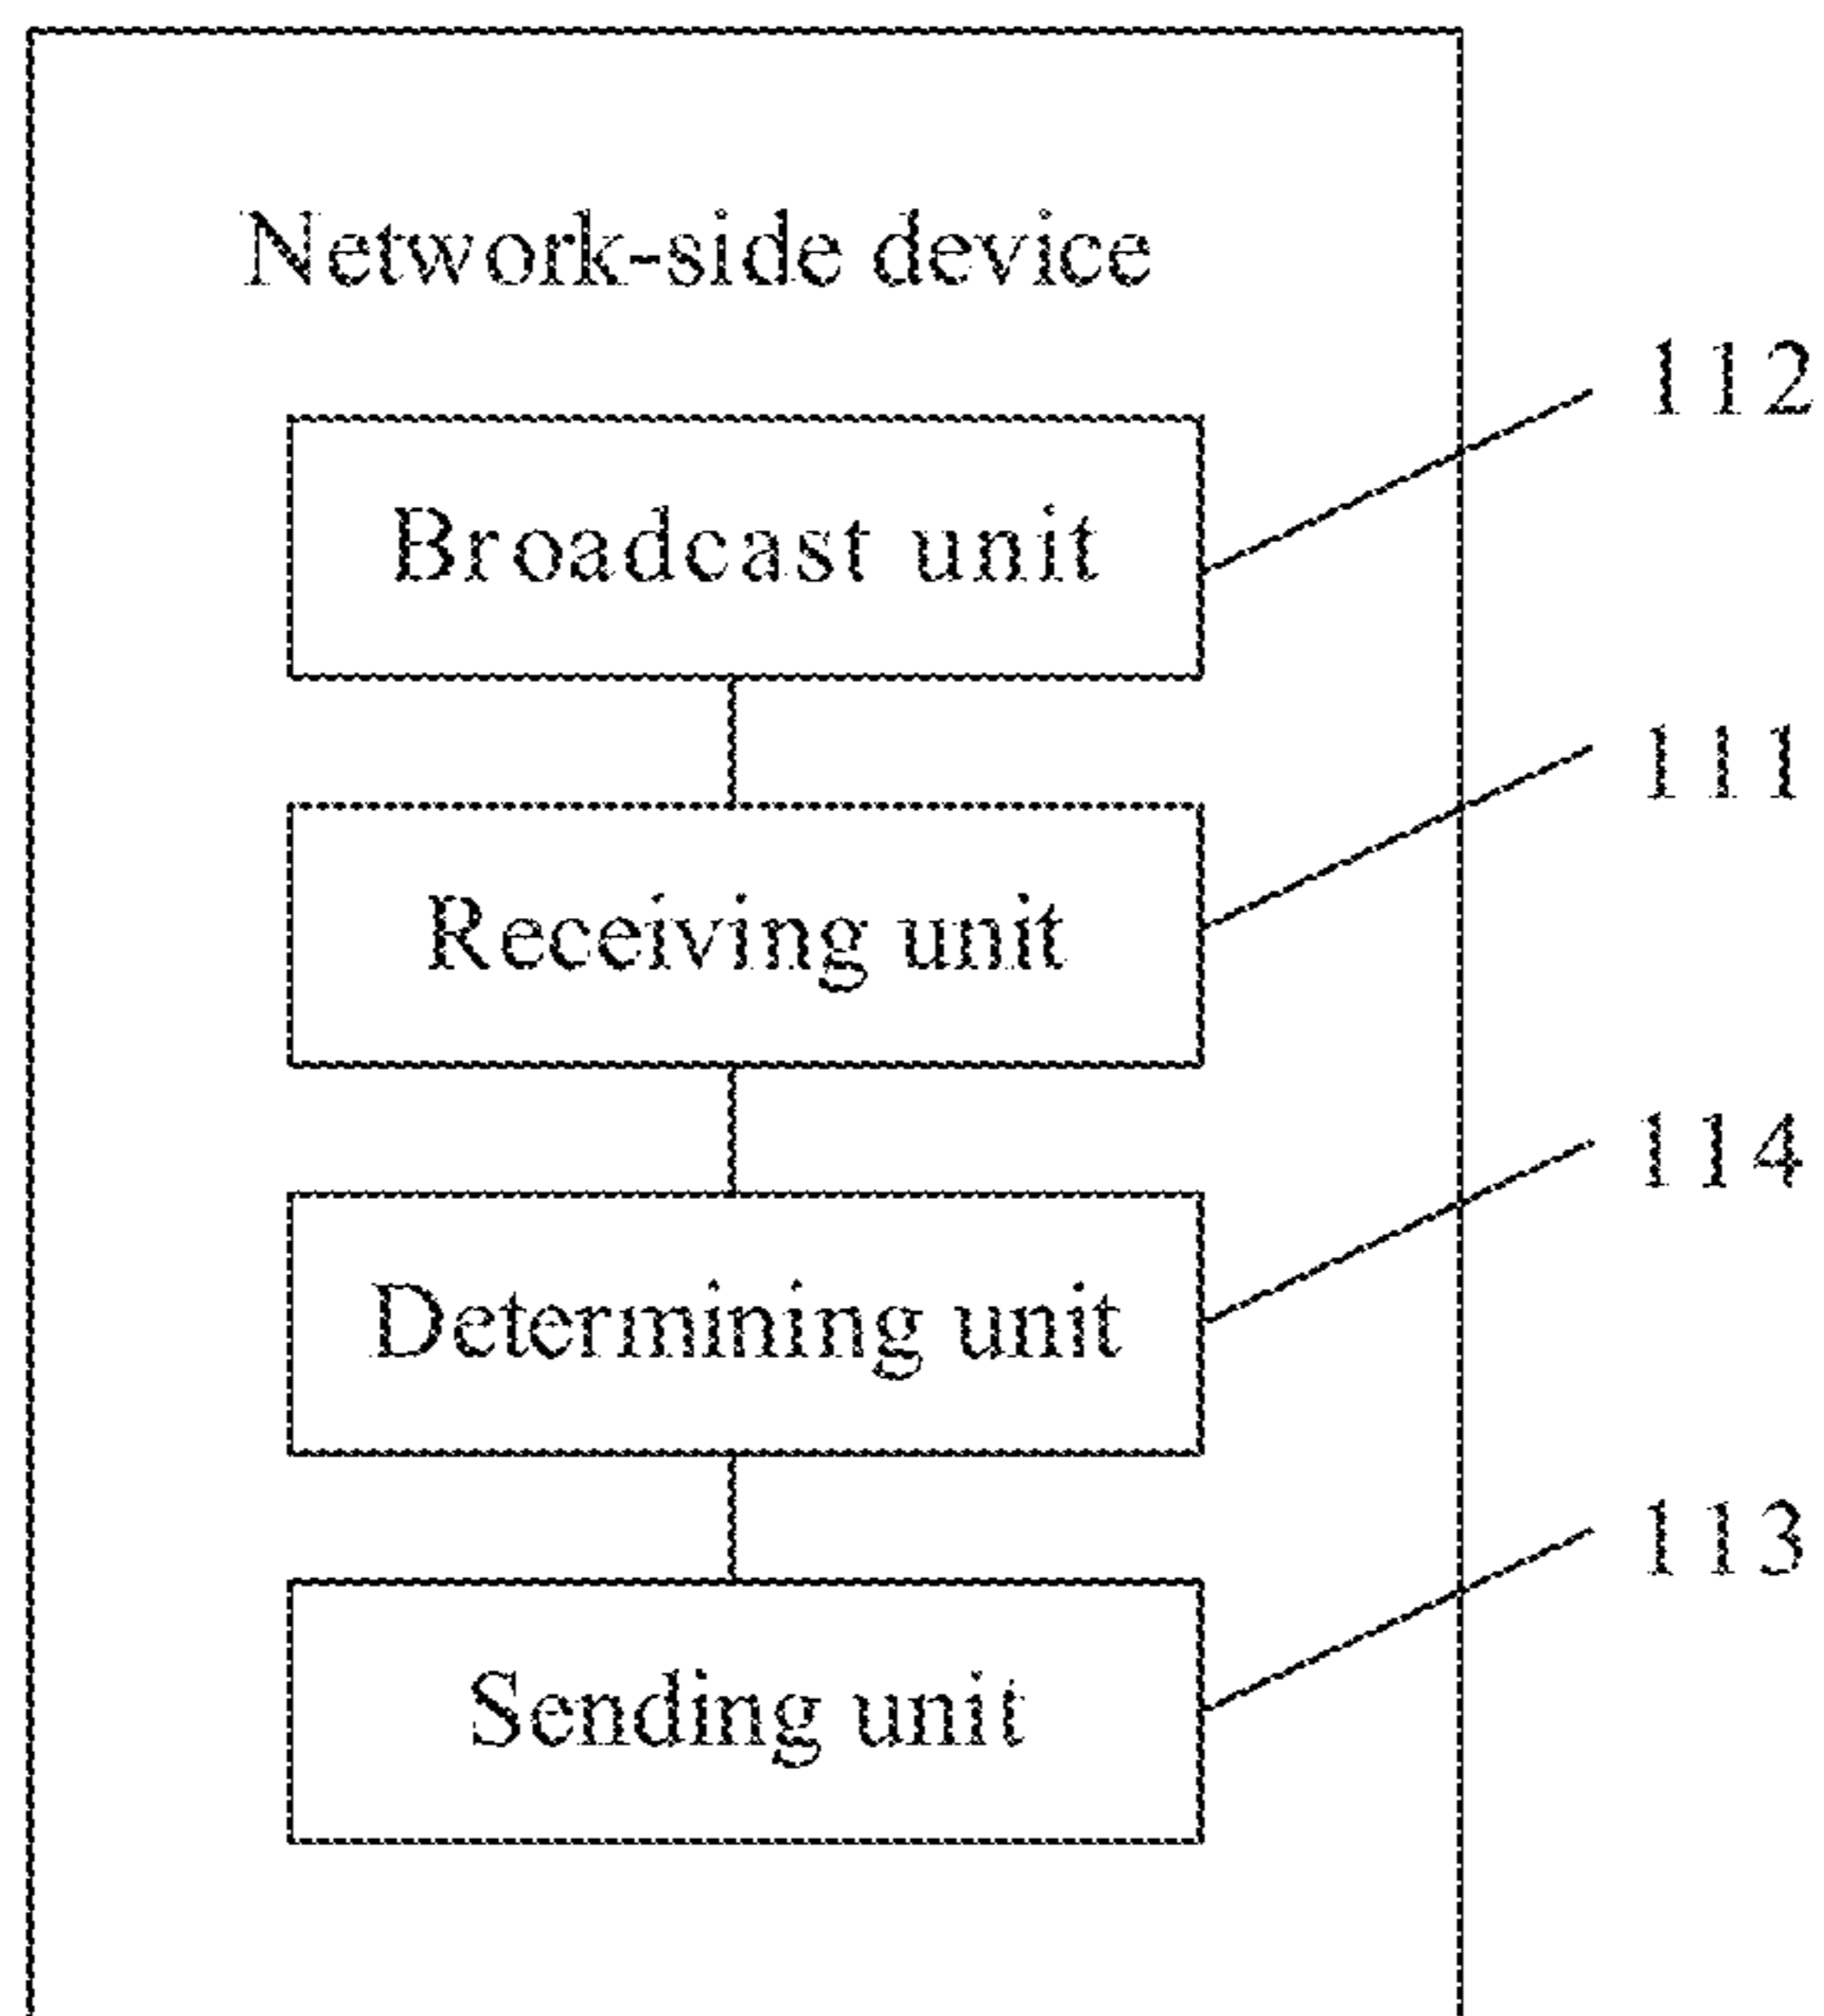 Network-side device
112
Broadcast unit
111
Receiving unit
114
Determining unit
113
Sending unit